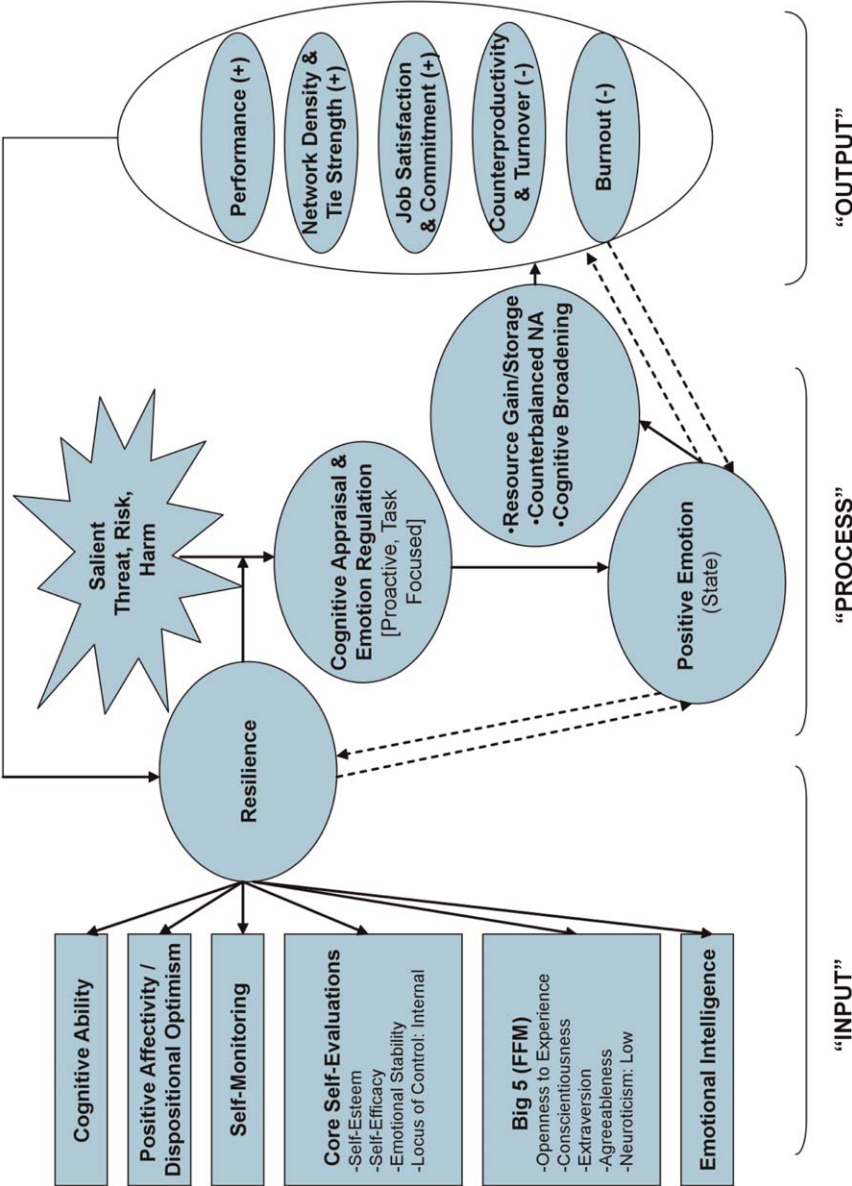 Cognitive Ability
Positive Affectivity /
Dispositional Optimism
Self-Monitoring
Core Self-Evaluations
-Self-Esteem
-Self-Efficacy
-Emotional Stability
-Locus of Control: Internal
Big 5 (FFM)
-Openness to Experience
-Conscientiousness
-Extraversion
-Agreeableness
-Neuroticism: Low
Emotional Intelligence
“INPUT”
Resilience
Salient
Threat, Risk,
Harm
Cognitive Appraisal &
Emotion Regulation
[Proactive, Task
Focused]
Positive Emotion
(State)
•Resource Gain/Storage
•Counterbalanced NA
•Cognitive Broadening
“PROCESS”
Performance (+)
Network Density &
Tie Strength (+)
Job Satisfaction
& Commitment (+)
Counterproductivity
& Turnover (-)
Burnout (-)
“OUTPUT”